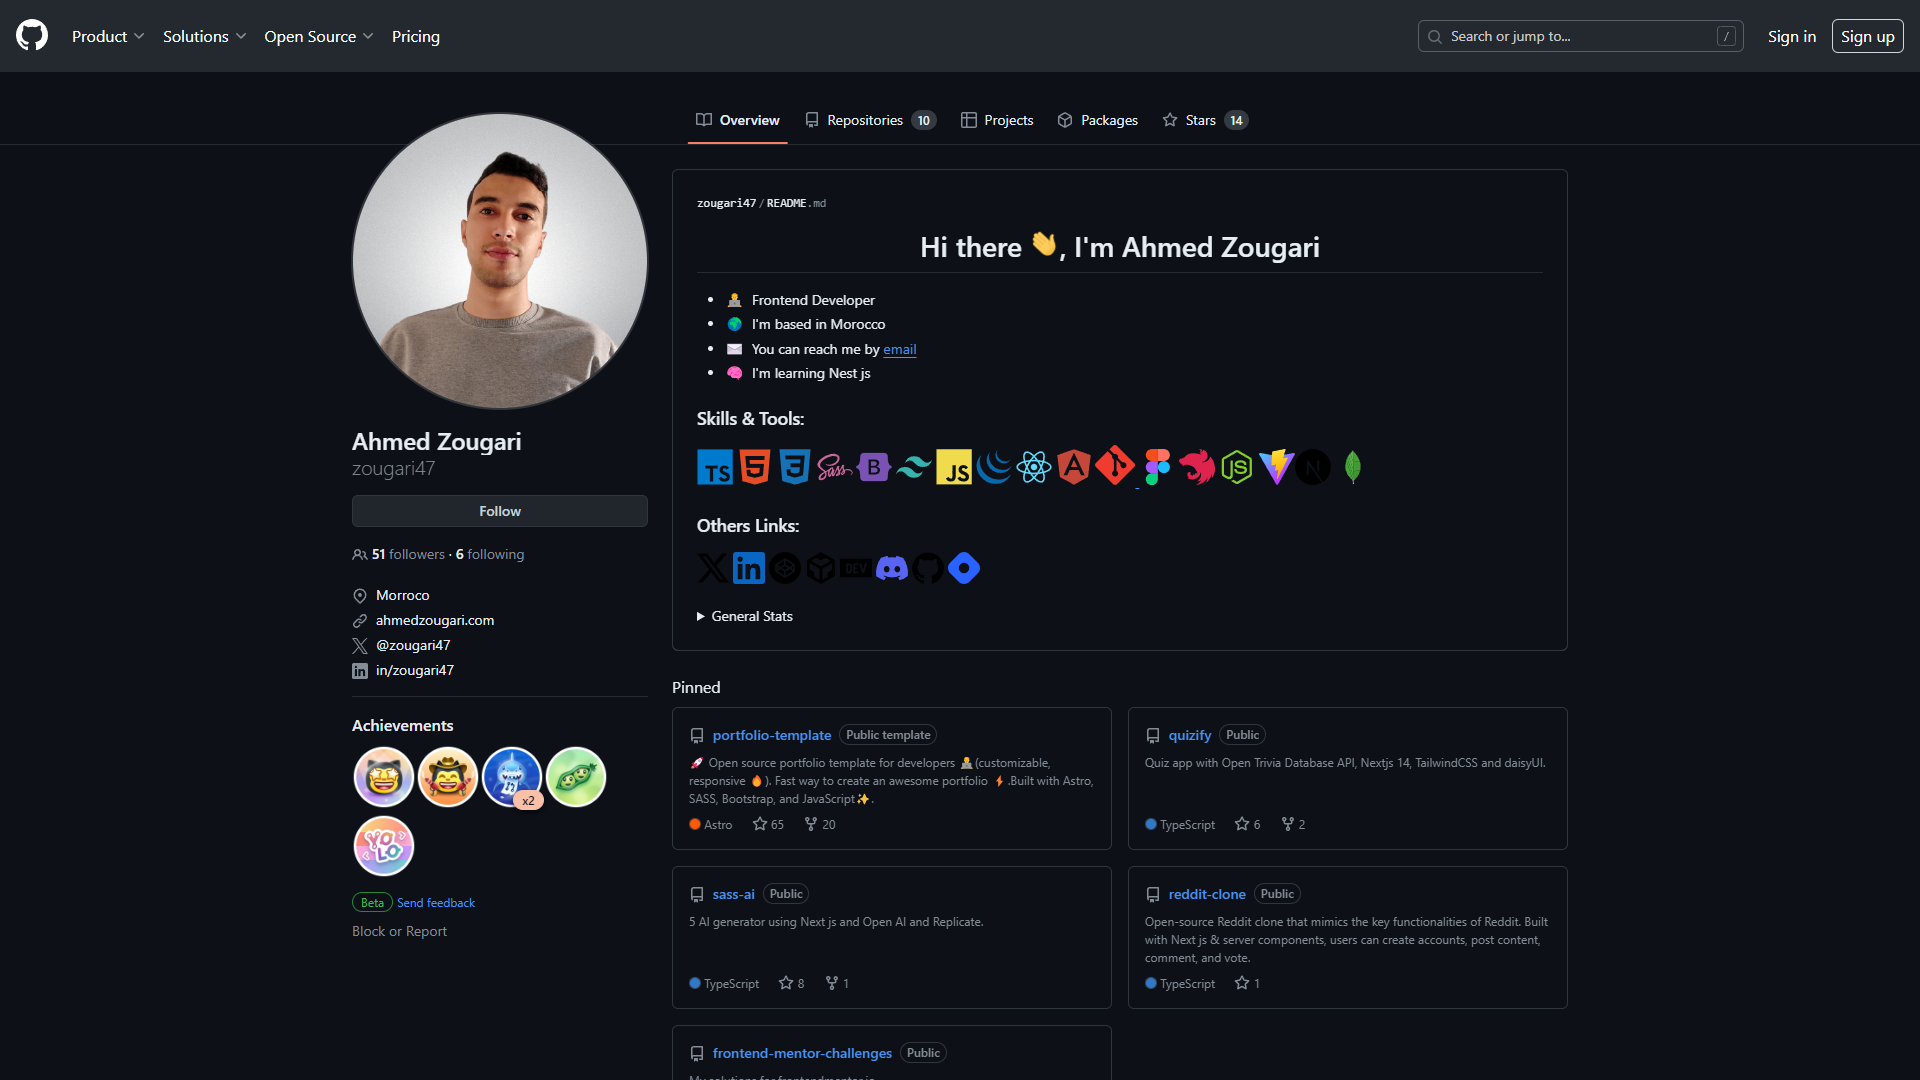 Product Solutions Open Source Pricing Search or jump to... / Sign in Sign up
Overview Repositories 10 Projects Packages Stars 14
Ahmed Zougari
zougari47
Follow
51 followers · 6 following
Morroco
ahmedzougari.com
@zougari47
in/zougari47
Achievements
x2
YOLO
Beta Send feedback
Block or Report
zougari47/README.md
Hi there 👋, I'm Ahmed Zougari
Frontend Developer
I'm based in Morocco
You can reach me by email
I'm learning Nest js
Skills & Tools:
TS 5 3 Sass B JS A JS N
Others Links:
X in DEV
General Stats
Pinned
portfolio-template Public template
🚀 Open source portfolio template for developers 👨‍💻(customizable,
responsive 🔥). Fast way to create an awesome portfolio ⚡.Built with Astro,
SASS, Bootstrap, and JavaScript✨.
Astro 65 20
quizify Public
Quiz app with Open Trivia Database API, Nextjs 14, TailwindCSS and daisyUI.
TypeScript 6 2
sass-ai Public
5 AI generator using Next js and Open AI and Replicate.
TypeScript 8 1
reddit-clone Public
Open-source Reddit clone that mimics the key functionalities of Reddit. Built
with Next js & server components, users can create accounts, post content,
comment, and vote.
TypeScript 1
frontend-mentor-challenges Public